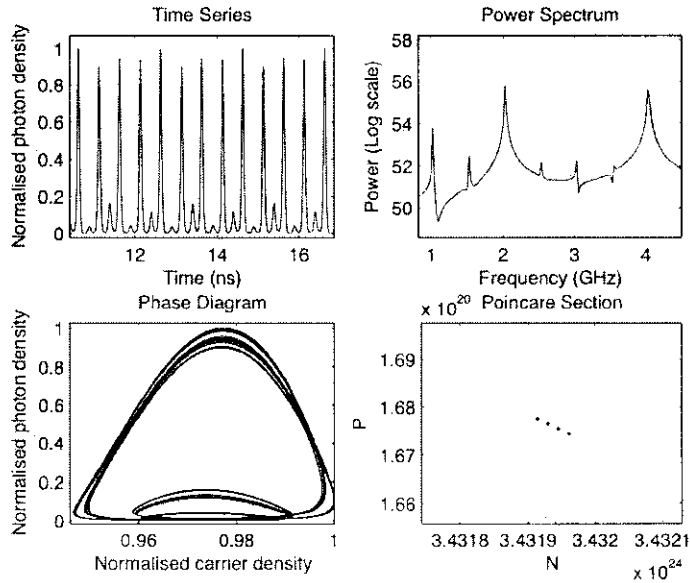 Time Series
Normalised photon density
1
0.8
0.6
0.4
0.2
0
12
14
16
Time (ns)
Power Spectrum
Power (Log scale)
58
56
54
52
50
1
2
3
4
Frequency (GHz)
Phase Diagram
Normalised photon density
1
0.8
0.6
0.4
0.2
0
0.96
0.98
1
Normalised carrier density
x 10^20
Poincare Section
P
1.69
1.68
1.67
1.66
3.4318
3.4319
3.432
3.4321
N
x 10^24